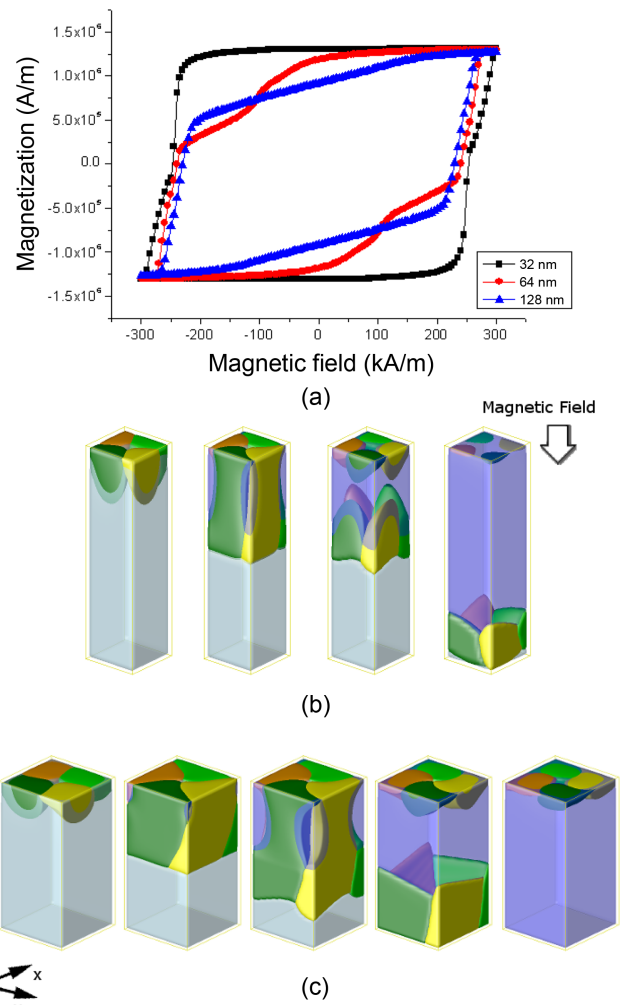 1.5x10⁶
1.0x10⁶
5.0x10⁵
0.0
-5.0x10⁵
-1.0x10⁶
-1.5x10⁶
Magnetization (A/m)
32 nm
64 nm
128 nm
-300 -200 -100 0 100 200 300
Magnetic field (kA/m)
(a)
Magnetic Field
(b)
x
(c)